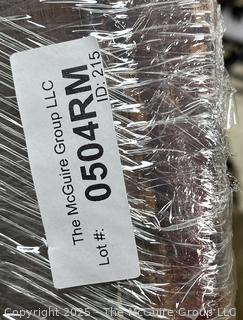 The McGuire Group LLC
Lot #: 0504RM
ID: 215
Copyright 2025 - The McGuire Group LLC